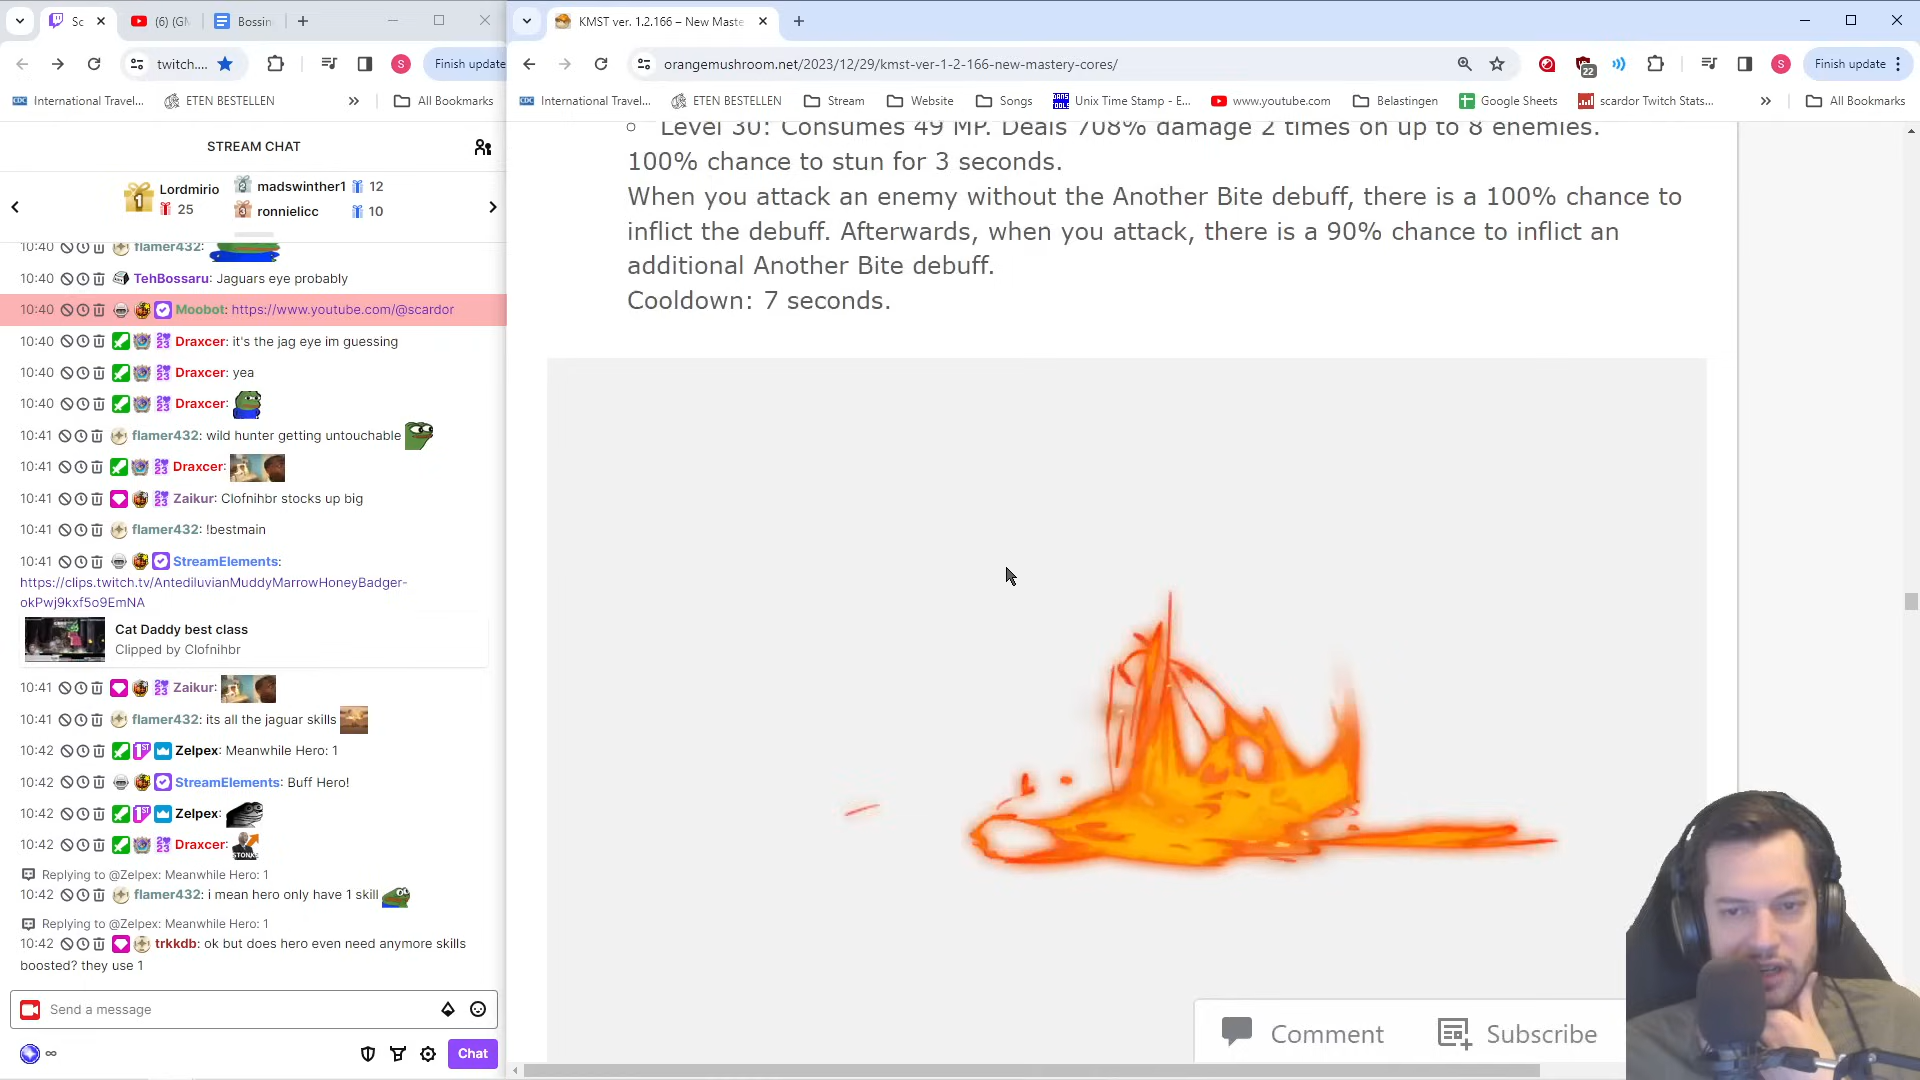 Sc
(6) (GM
Bossin
KMST ver. 1.2.166 – New Maste
twitch....
Finish update
orangemushroom.net/2023/12/29/kmst-ver-1-2-166-new-mastery-cores/
22
S
Finish update
International Travel...
ETEN BESTELLEN
»
All Bookmarks
International Travel...
ETEN BESTELLEN
Stream
Website
Songs
Unix Time Stamp - E...
www.youtube.com
Belastingen
Google Sheets
scardor Twitch Stats...
»
All Bookmarks
STREAM CHAT
1 Lordmirio 25
2 madswinther1 12
3 ronnielicc 10
10:40 flamer432:
10:40 TehBossaru: Jaguars eye probably
10:40 Moobot: https://www.youtube.com/@scardor
10:40 Draxcer: it's the jag eye im guessing
10:40 Draxcer: yea
10:40 Draxcer:
10:41 flamer432: wild hunter getting untouchable
10:41 Draxcer:
10:41 Zaikur: Clofnihbr stocks up big
10:41 flamer432: !bestmain
10:41 StreamElements:
https://clips.twitch.tv/AntediluvianMuddyMarrowHoneyBadger-
okPwj9kxf5o9EmNA
Cat Daddy best class
Clipped by Clofnihbr
10:41 Zaikur:
10:41 flamer432: its all the jaguar skills
10:42 Zelpex: Meanwhile Hero: 1
10:42 StreamElements: Buff Hero!
10:42 Zelpex:
10:42 Draxcer: STONKS
Replying to @Zelpex: Meanwhile Hero: 1
10:42 flamer432: i mean hero only have 1 skill
Replying to @Zelpex: Meanwhile Hero: 1
10:42 trkkdb: ok but does hero even need anymore skills
boosted? they use 1
Send a message
∞
Chat
Level 30: Consumes 49 MP. Deals 708% damage 2 times on up to 8 enemies.
100% chance to stun for 3 seconds.
When you attack an enemy without the Another Bite debuff, there is a 100% chance to
inflict the debuff. Afterwards, when you attack, there is a 90% chance to inflict an
additional Another Bite debuff.
Cooldown: 7 seconds.
Comment
Subscribe